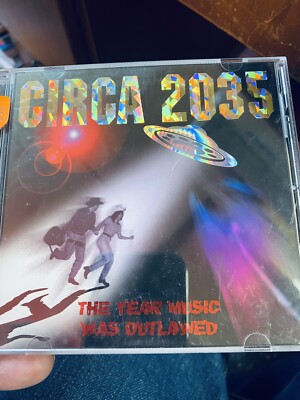 CIRCA 2035
THE YEAR MUSIC
WAS OUTLAWED